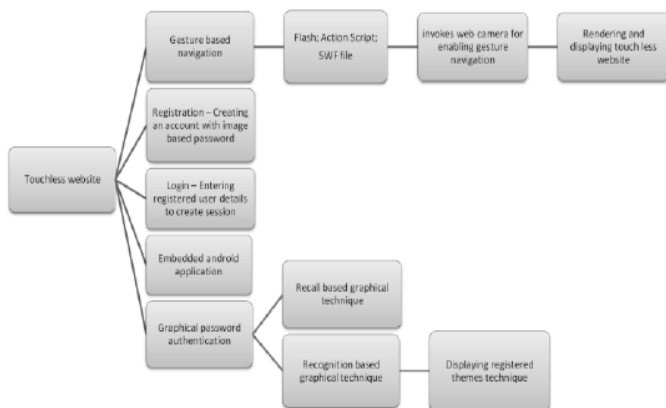 Gesture based
navigation
Flash; Action Script;
SWF file
invokes web camera for
enabling gesture
navigation
Rendering and
displaying touch less
website
Registration – Creating
an account with image
based password
Touchless website
Login – Entering
registered user details
to create session
Embedded android
application
Graphical password
authentication
Recall based graphical
technique
Recognition based
graphical technique
Displaying registered
themes technique